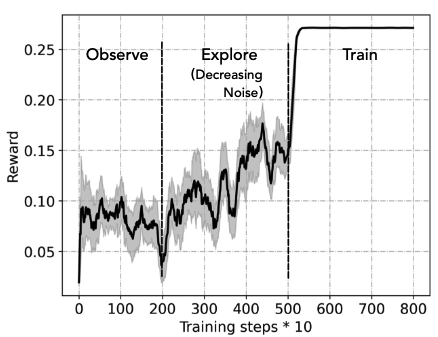 Observe
Explore
Train
(Decreasing
Noise)
Reward
0.25
0.20
0.15
0.10
0.05
0 100 200 300 400 500 600 700 800
Training steps * 10